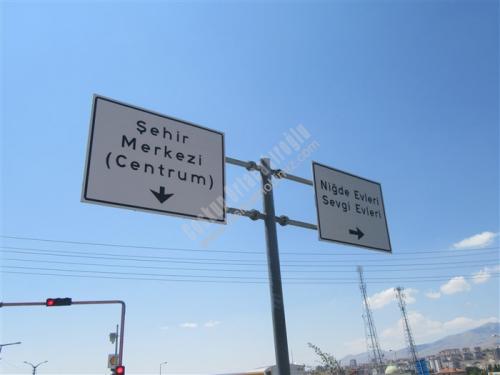 Şehir
Merkezi
(Centrum)
Niğde Evleri
Sevgi Evleri